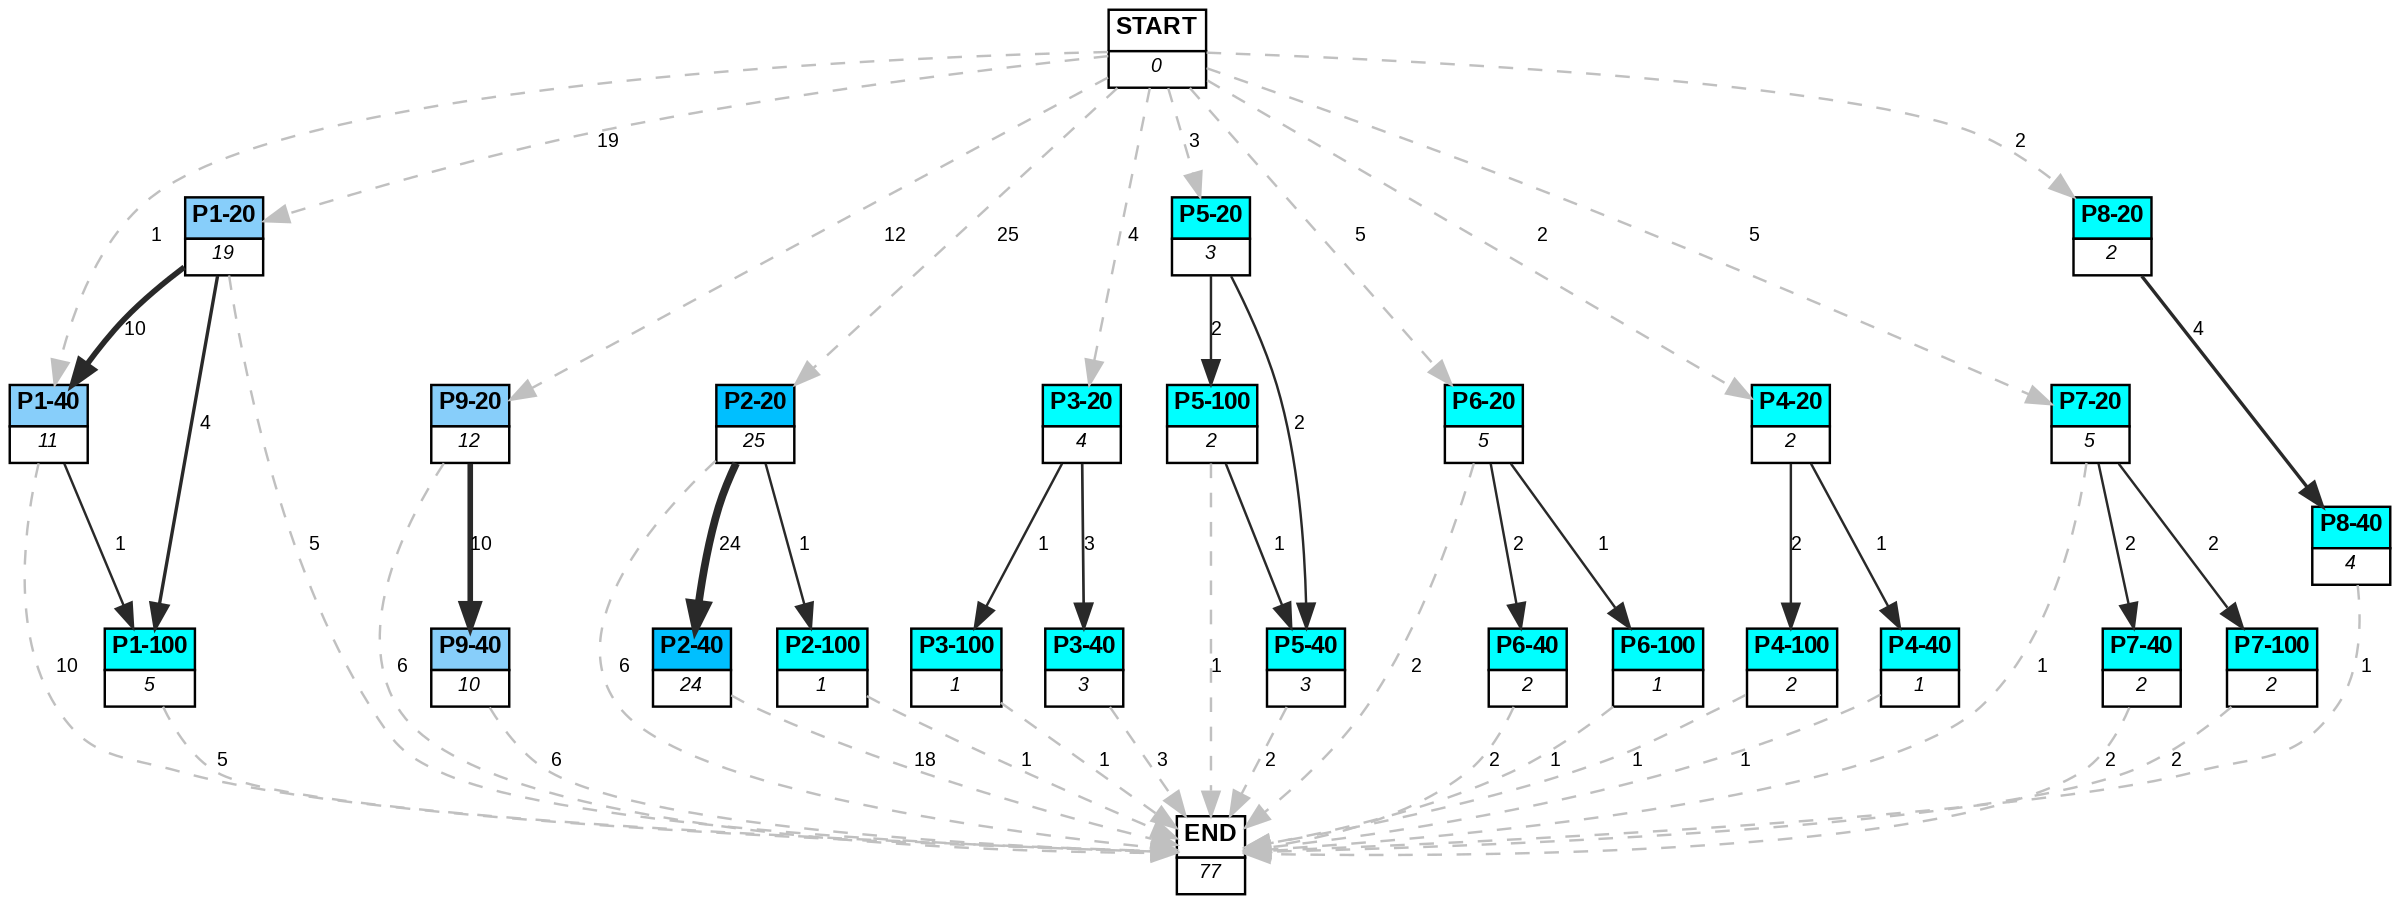 START
0
19
3
2
P1-20
19
P5-20
3
P8-20
2
1
12
25
4
5
2
5
10
2
4
P1-40
11
P9-20
12
P2-20
25
P3-20
4
P5-100
2
P6-20
5
P4-20
2
P7-20
5
4
2
P8-40
4
1
5
10
24
1
1
3
1
2
1
2
1
2
2
P1-100
5
P9-40
10
P2-40
24
P2-100
1
P3-100
1
P3-40
3
P5-40
3
P6-40
2
P6-100
1
P4-100
2
P4-40
1
P7-40
2
P7-100
2
10
6
6
1
2
1
1
5
6
18
1
1
3
2
2
1
1
1
2
2
END
77